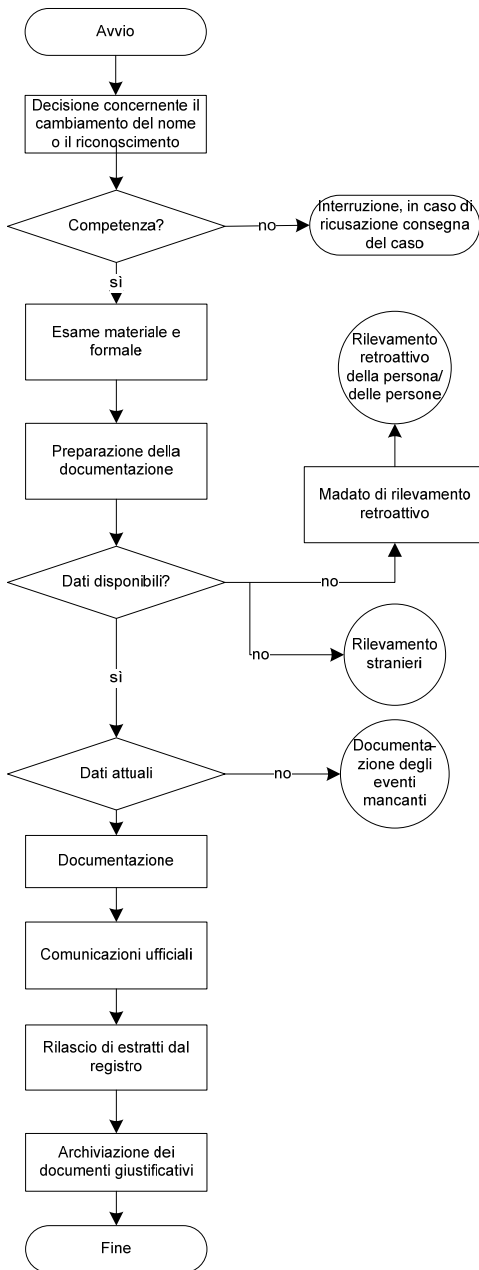 Avvio
Decisione concernente il
cambiamento del nome
o il riconoscimento
Competenza?
no
Interruzione, in caso di
ricusazione consegna
del caso
sì
Esame materiale e
formale
Rilevamento
retroattivo
della persona/
delle persone
Preparazione della
documentazione
Madato di rilevamento
retroattivo
Dati disponibili?
no
no
Rilevamento
stranieri
sì
Dati attuali
no
Documenta-
zione degli
eventi
mancanti
Documentazione
Comunicazioni ufficiali
Rilascio di estratti dal
registro
Archiviazione dei
documenti giustificativi
Fine